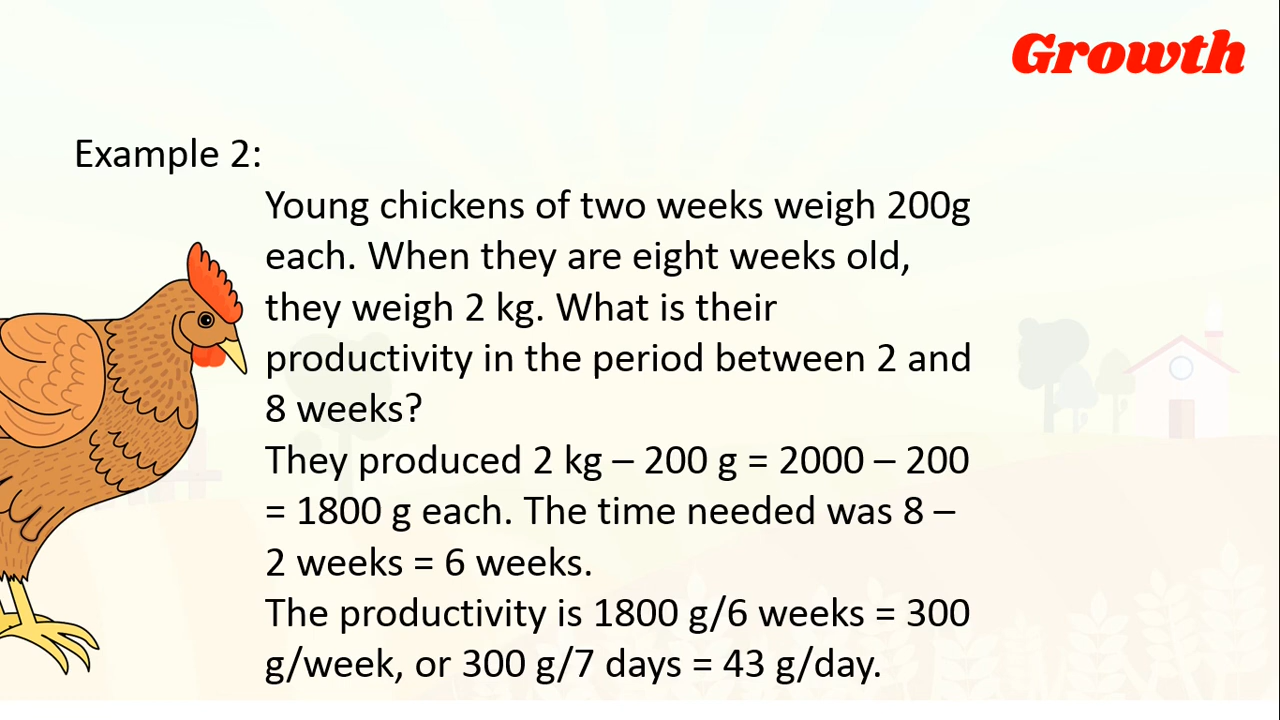 Growth
Example 2:
Young chickens of two weeks weigh 200g
each. When they are eight weeks old,
they weigh 2 kg. What is their
productivity in the period between 2 and
8 weeks?
They produced 2 kg – 200 g = 2000 – 200
= 1800 g each. The time needed was 8 –
2 weeks = 6 weeks.
The productivity is 1800 g/6 weeks = 300
g/week, or 300 g/7 days = 43 g/day.